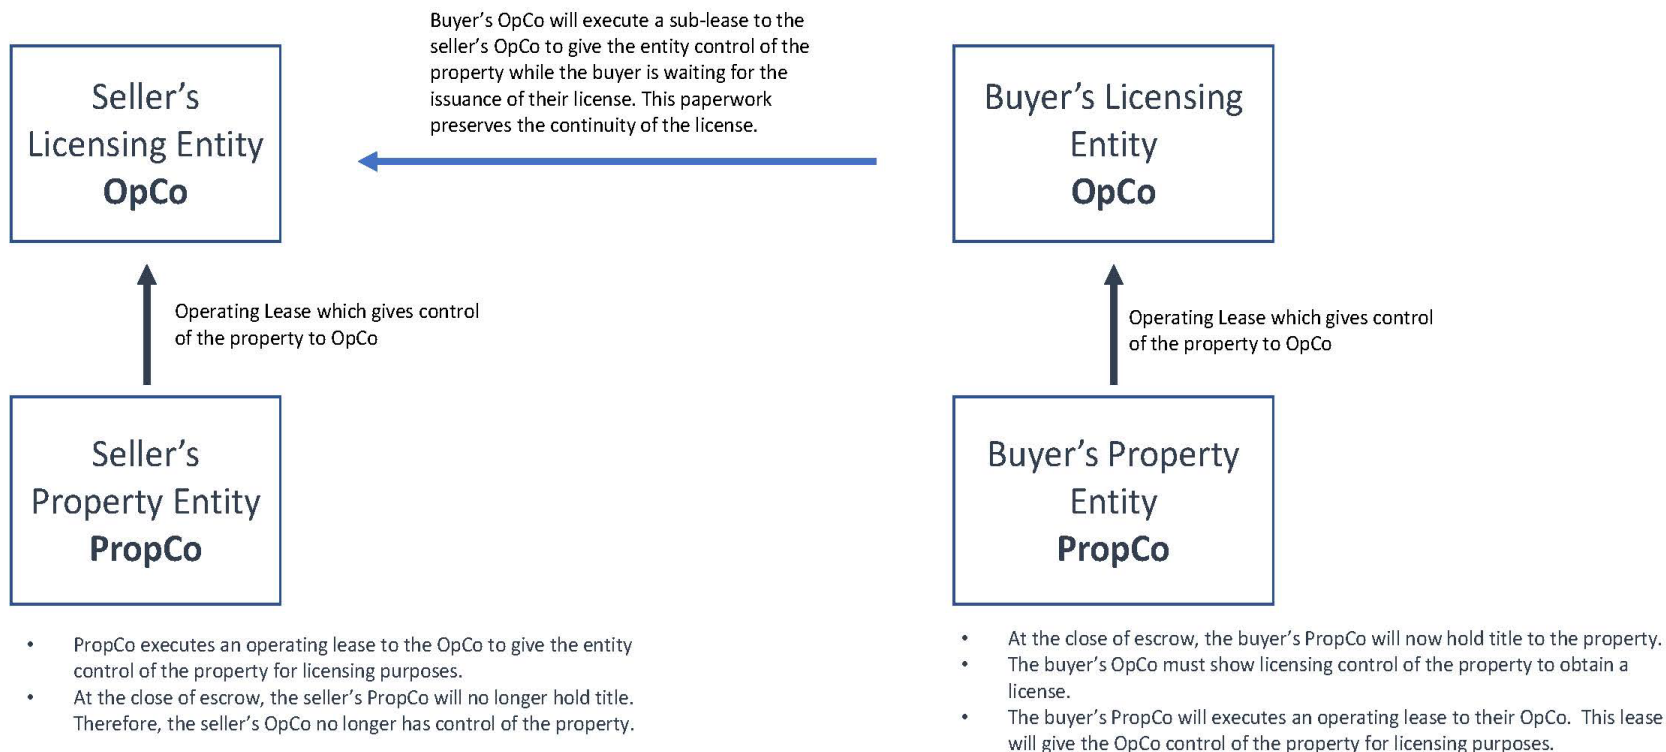 Buyer's OpCo will execute a sub-lease to the
seller's OpCo to give the entity control of the
property while the buyer is waiting for the
issuance of their license. This paperwork
preserves the continuity of the license.
Seller's
Licensing Entity
OpCo
Buyer's Licensing
Entity
OpCo
Operating Lease which gives control
of the property to OpCo
Operating Lease which gives control
of the property to OpCo
Seller's
Property Entity
PropCo
Buyer's Property
Entity
PropCo
• PropCo executes an operating lease to the OpCo to give the entity
control of the property for licensing purposes.
• At the close of escrow, the seller's PropCo will no longer hold title.
Therefore, the seller's OpCo no longer has control of the property.
• At the close of escrow, the buyer's PropCo will now hold title to the property.
• The buyer's OpCo must show licensing control of the property to obtain a
license.
• The buyer's PropCo will executes an operating lease to their OpCo.  This lease
will give the OpCo control of the property for licensing purposes.